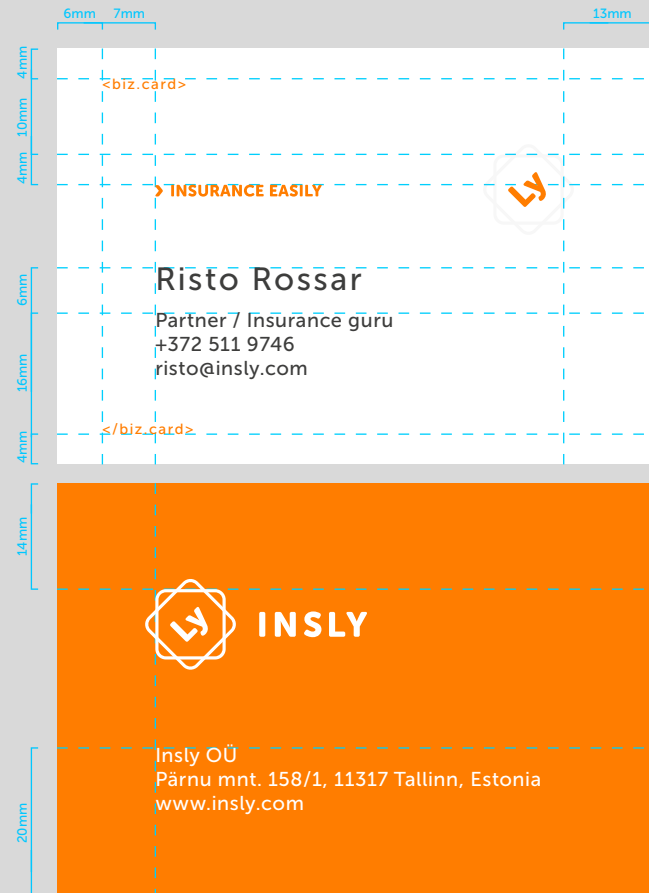 6mm 7mm 13mm
4mm
<biz.card>
10mm
4mm
Ly
› INSURANCE EASILY
6mm
Risto Rossar
Partner / Insurance guru
+372 511 9746
risto@insly.com
16mm
</biz.card>
4mm
14mm
Ly INSLY
Insly OÜ
Pärnu mnt. 158/1, 11317 Tallinn, Estonia
www.insly.com
20mm